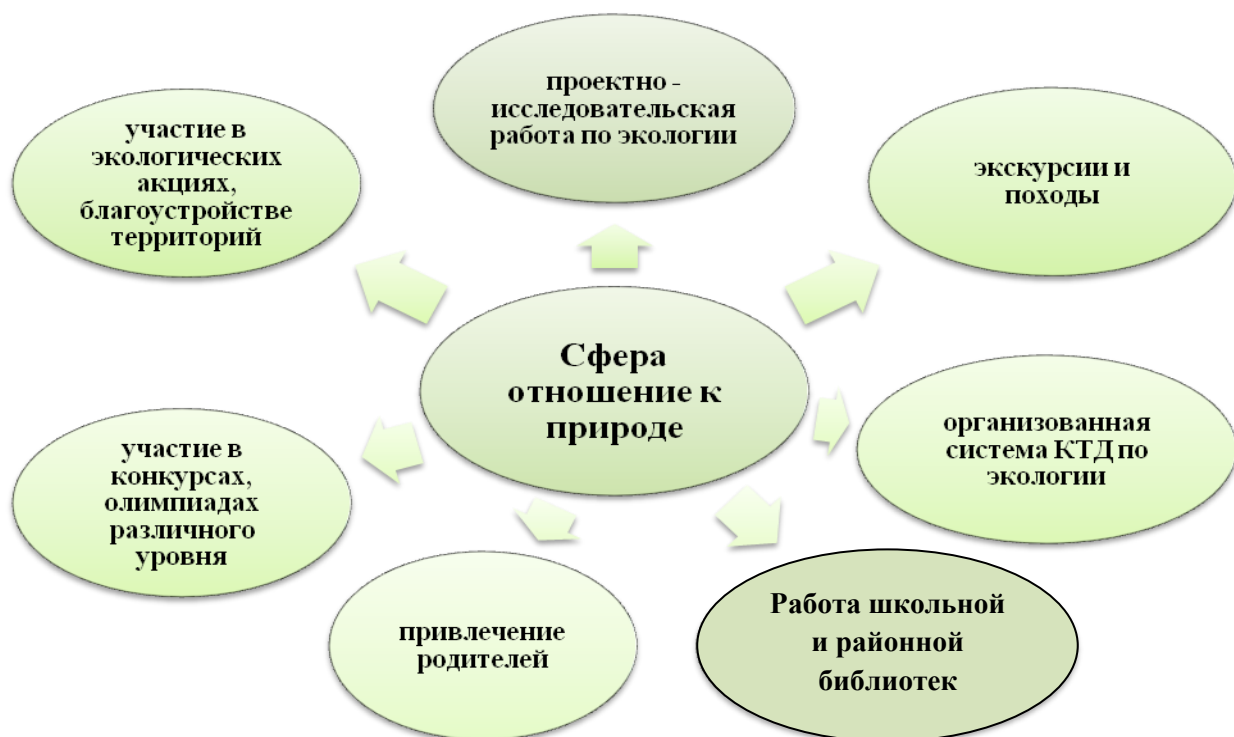 проектно -
исследовательская
работа по экологии
участие в
экологических
акциях,
благоустройстве
территорий
экскурсии и
походы
Сфера
отношение к
природе
организованная
система КТД по
экологии
участие в
конкурсах,
олимпиадах
различного
уровня
привлечение
родителей
Работа школьной
и районной
библиотек